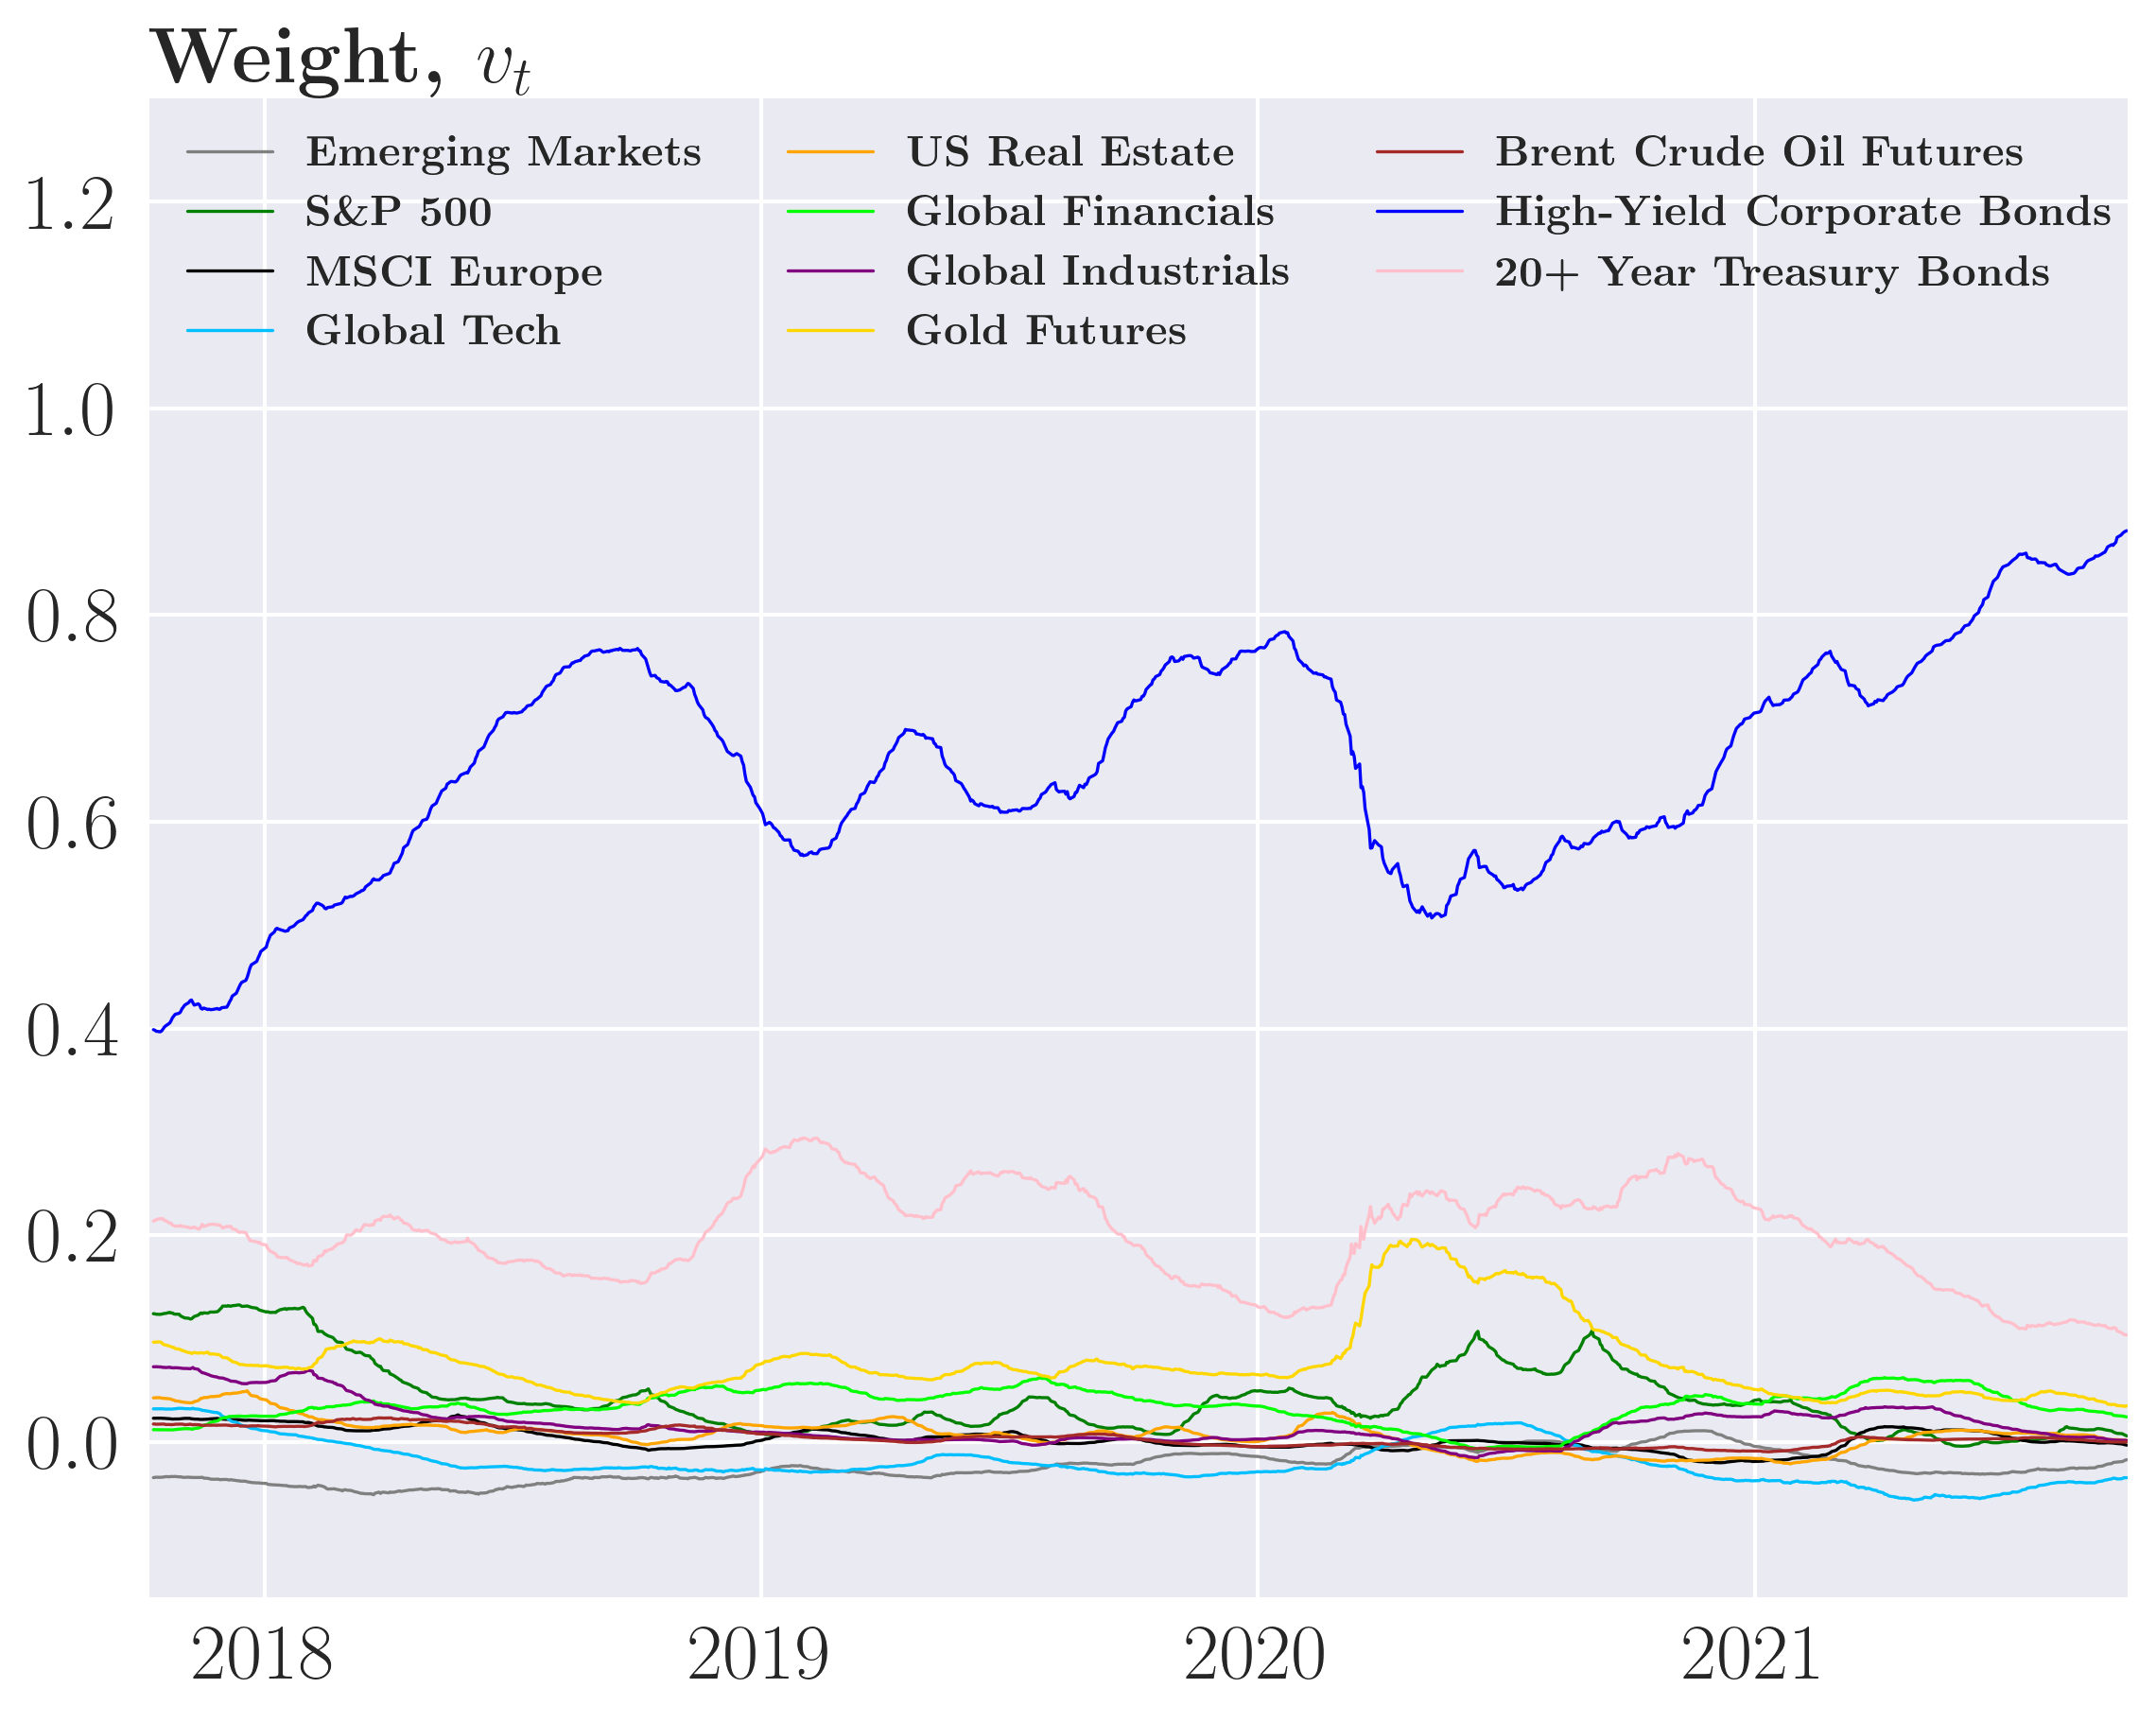 Weight, v_t
Emerging Markets
S&P 500
MSCI Europe
Global Tech
US Real Estate
Global Financials
Global Industrials
Gold Futures
Brent Crude Oil Futures
High-Yield Corporate Bonds
20+ Year Treasury Bonds
1.2
1.0
0.8
0.6
0.4
0.2
0.0
2018 2019 2020 2021